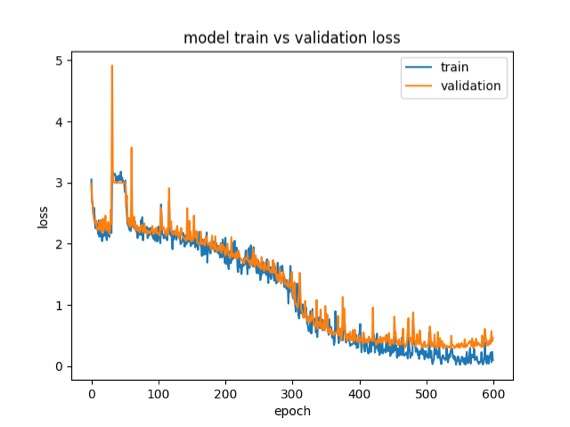 model train vs validation loss
train
validation
5
4
3
2
1
0
loss
0 100 200 300 400 500 600
epoch